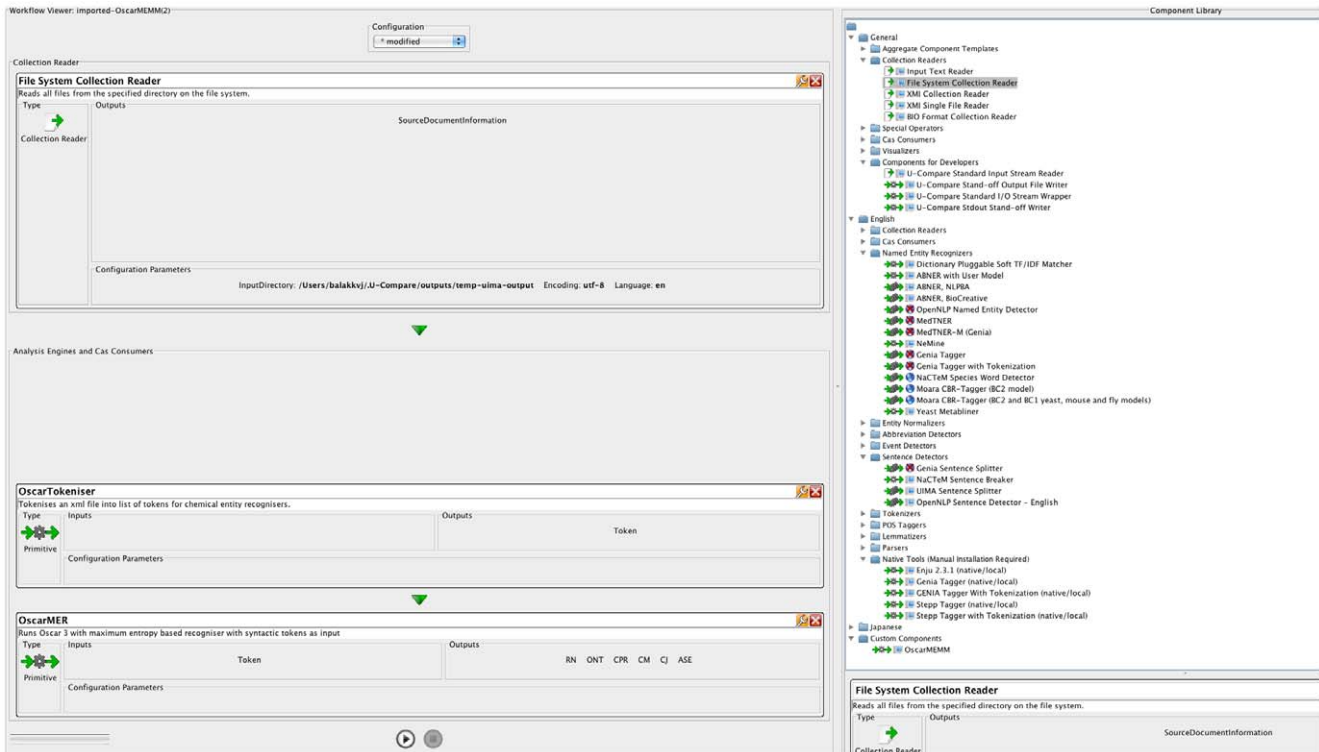 Workflow Viewer: imported-OscarMEMM(2)
Configuration
* modified
Collection Reader
File System Collection Reader
Reads all files from the specified directory on the file system.
Type
Outputs
Collection Reader
SourceDocumentInformation
Configuration Parameters
InputDirectory: /Users/balakkvj/.U-Compare/outputs/temp-uima-output Encoding: utf-8 Language: en
Analysis Engines and Cas Consumers
OscarTokeniser
Tokenises an xml file into list of tokens for chemical entity recognisers.
Type
Inputs
Outputs
Primitive
Token
Configuration Parameters
OscarMER
Runs Oscar 3 with maximum entropy based recogniser with syntactic tokens as input
Type
Inputs
Outputs
Primitive
Token
RN ONT CPR CM CJ ASE
Configuration Parameters
Component Library
General
Aggregate Component Templates
Collection Readers
Input Text Reader
File System Collection Reader
XMI Collection Reader
XMI Single File Reader
BIO Format Collection Reader
Special Operators
Cas Consumers
Visualizers
Components for Developers
U-Compare Standard Input Stream Reader
U-Compare Stand-off Output File Writer
U-Compare Standard I/O Stream Wrapper
U-Compare Stdout Stand-off Writer
English
Collection Readers
Cas Consumers
Named Entity Recognizers
Dictionary Pluggable Soft TF/IDF Matcher
ABNER with User Model
ABNER, NLPBA
ABNER, BioCreative
OpenNLP Named Entity Detector
MedTNER
MedTNER-M (Genia)
NeMine
Genia Tagger
Genia Tagger with Tokenization
NaCTeM Species Word Detector
Moara CBR-Tagger (BC2 model)
Moara CBR-Tagger (BC2 and BC1 yeast, mouse and fly models)
Yeast Metabliner
Entity Normalizers
Abbreviation Detectors
Event Detectors
Sentence Detectors
Genia Sentence Splitter
NaCTeM Sentence Breaker
UIMA Sentence Splitter
OpenNLP Sentence Detector - English
Tokenizers
POS Taggers
Lemmatizers
Parsers
Native Tools (Manual Installation Required)
Enju 2.3.1 (native/local)
Genia Tagger (native/local)
GENIA Tagger With Tokenization (native/local)
Stepp Tagger (native/local)
Stepp Tagger with Tokenization (native/local)
Japanese
Custom Components
OscarMEMM
File System Collection Reader
Reads all files from the specified directory on the file system.
Type
Outputs
SourceDocumentInformation
Collection Reader